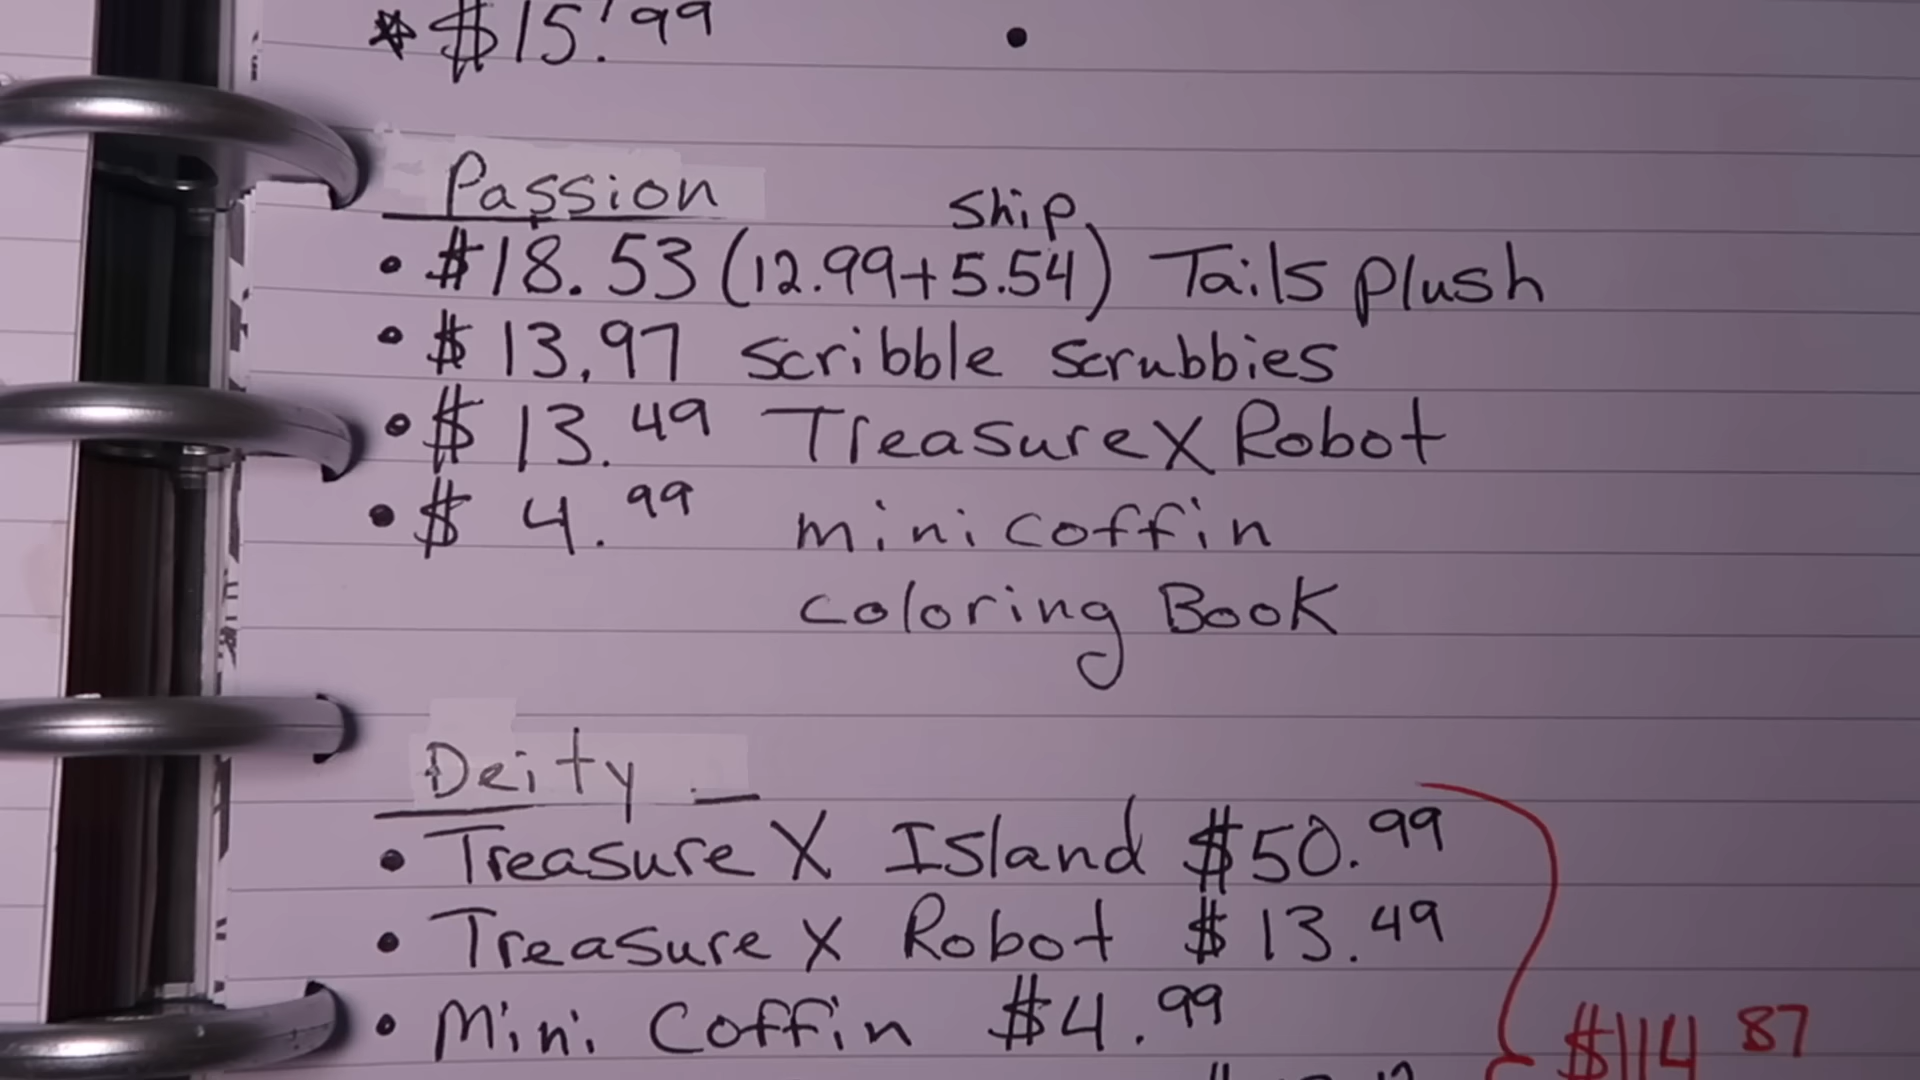 * $15.99
Passion
Ship
• $18.53 (12.99+5.54) Tails plush
• $13.97 Scribble Scrubbies
• $13.49 Treasure X Robot
• $4.99 mini coffin
coloring Book
Deity
• Treasure X Island $50.99
• Treasure X Robot $13.49
• Mini Coffin $4.99
$114.87